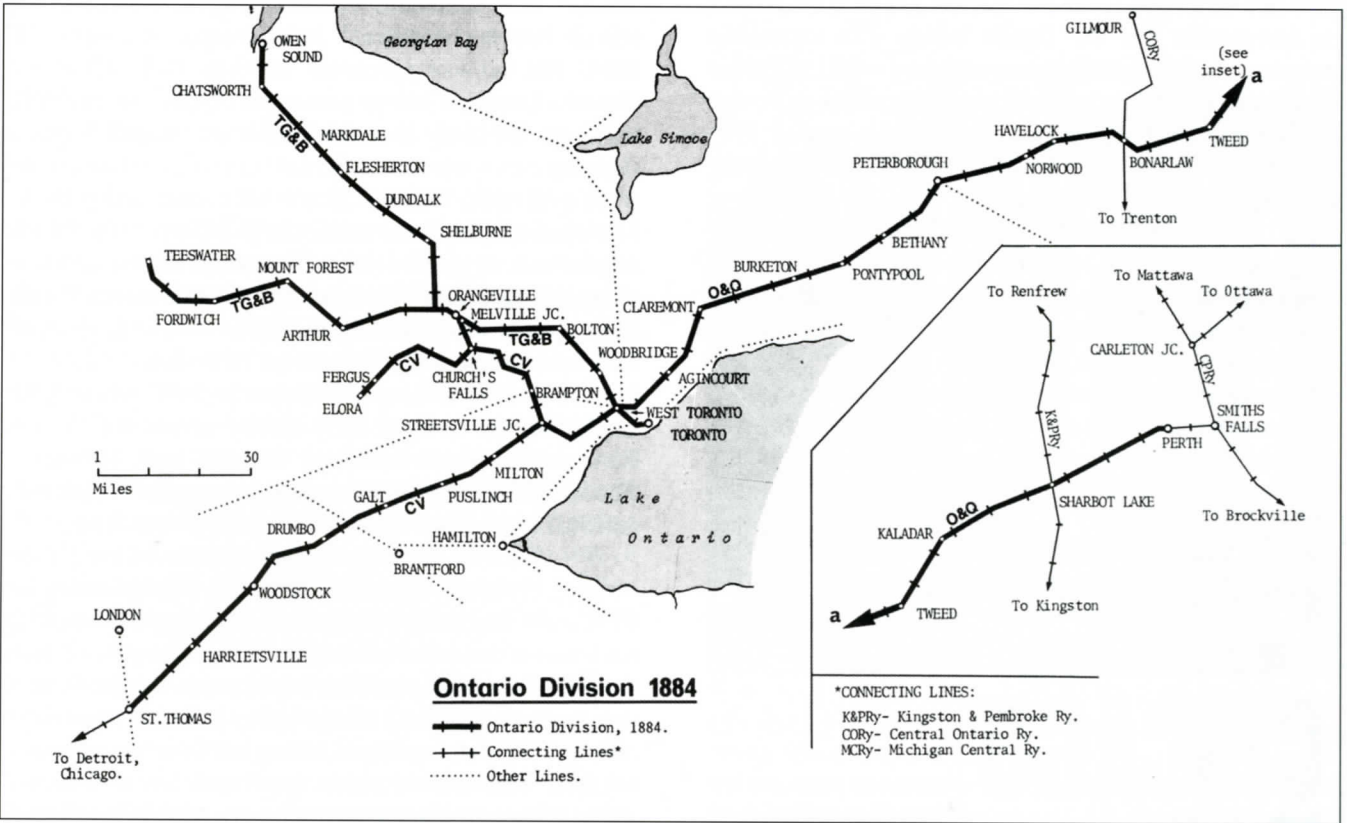 OWEN
SOUND
Georgian Bay
CHATSWORTH
TG&B
MARKDALE
FLESHERTON
DUNDALK
SHELBURNE
Lake Simcoe
GILMOUR
CORY
(see
inset)
a
HAVELOCK
TWEED
PETERBOROUGH
NORWOOD
BONARLAW
To Trenton
BETHANY
BURKETON
PONTYPOOL
O&Q
CLAREMONT
TEESWATER
MOUNT FOREST
TG&B
FORDWICH
ARTHUR
ORANGEVILLE
MELVILLE JC.
TG&B
BOLTON
WOODBRIDGE
AGINCOURT
CV
CV
FERGUS
CHURCH'S
FALLS
ELORA
BRAMPTON
WEST TORONTO
TORONTO
STREETSVILLE JC.
1 30
Miles
MILTON
GALT
PUSLINCH
CV
DRUMBO
HAMILTON
BRANTFORD
Lake
Ontario
WOODSTOCK
LONDON
HARRIETSVILLE
ST.THOMAS
To Detroit,
Chicago.
To Mattawa
To Renfrew
To Ottawa
CARLETON JC.
CPRy
SMITHS
FALLS
K&PRy
PERTH
SHARBOT LAKE
To Brockville
O&Q
KALADAR
To Kingston
a
TWEED
Ontario Division 1884
Ontario Division, 1884.
Connecting Lines*
Other Lines.
*CONNECTING LINES:
K&PRy- Kingston & Pembroke Ry.
CORy- Central Ontario Ry.
MCRy- Michigan Central Ry.